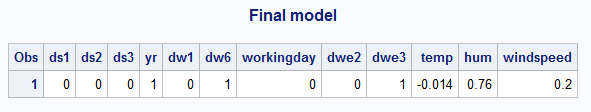 Final model
Obs ds1 ds2 ds3 yr dw1 dw6 workingday dwe2 dwe3 temp hum windspeed
1 0 0 0 1 0 1 0 0 1 -0.014 0.76 0.2